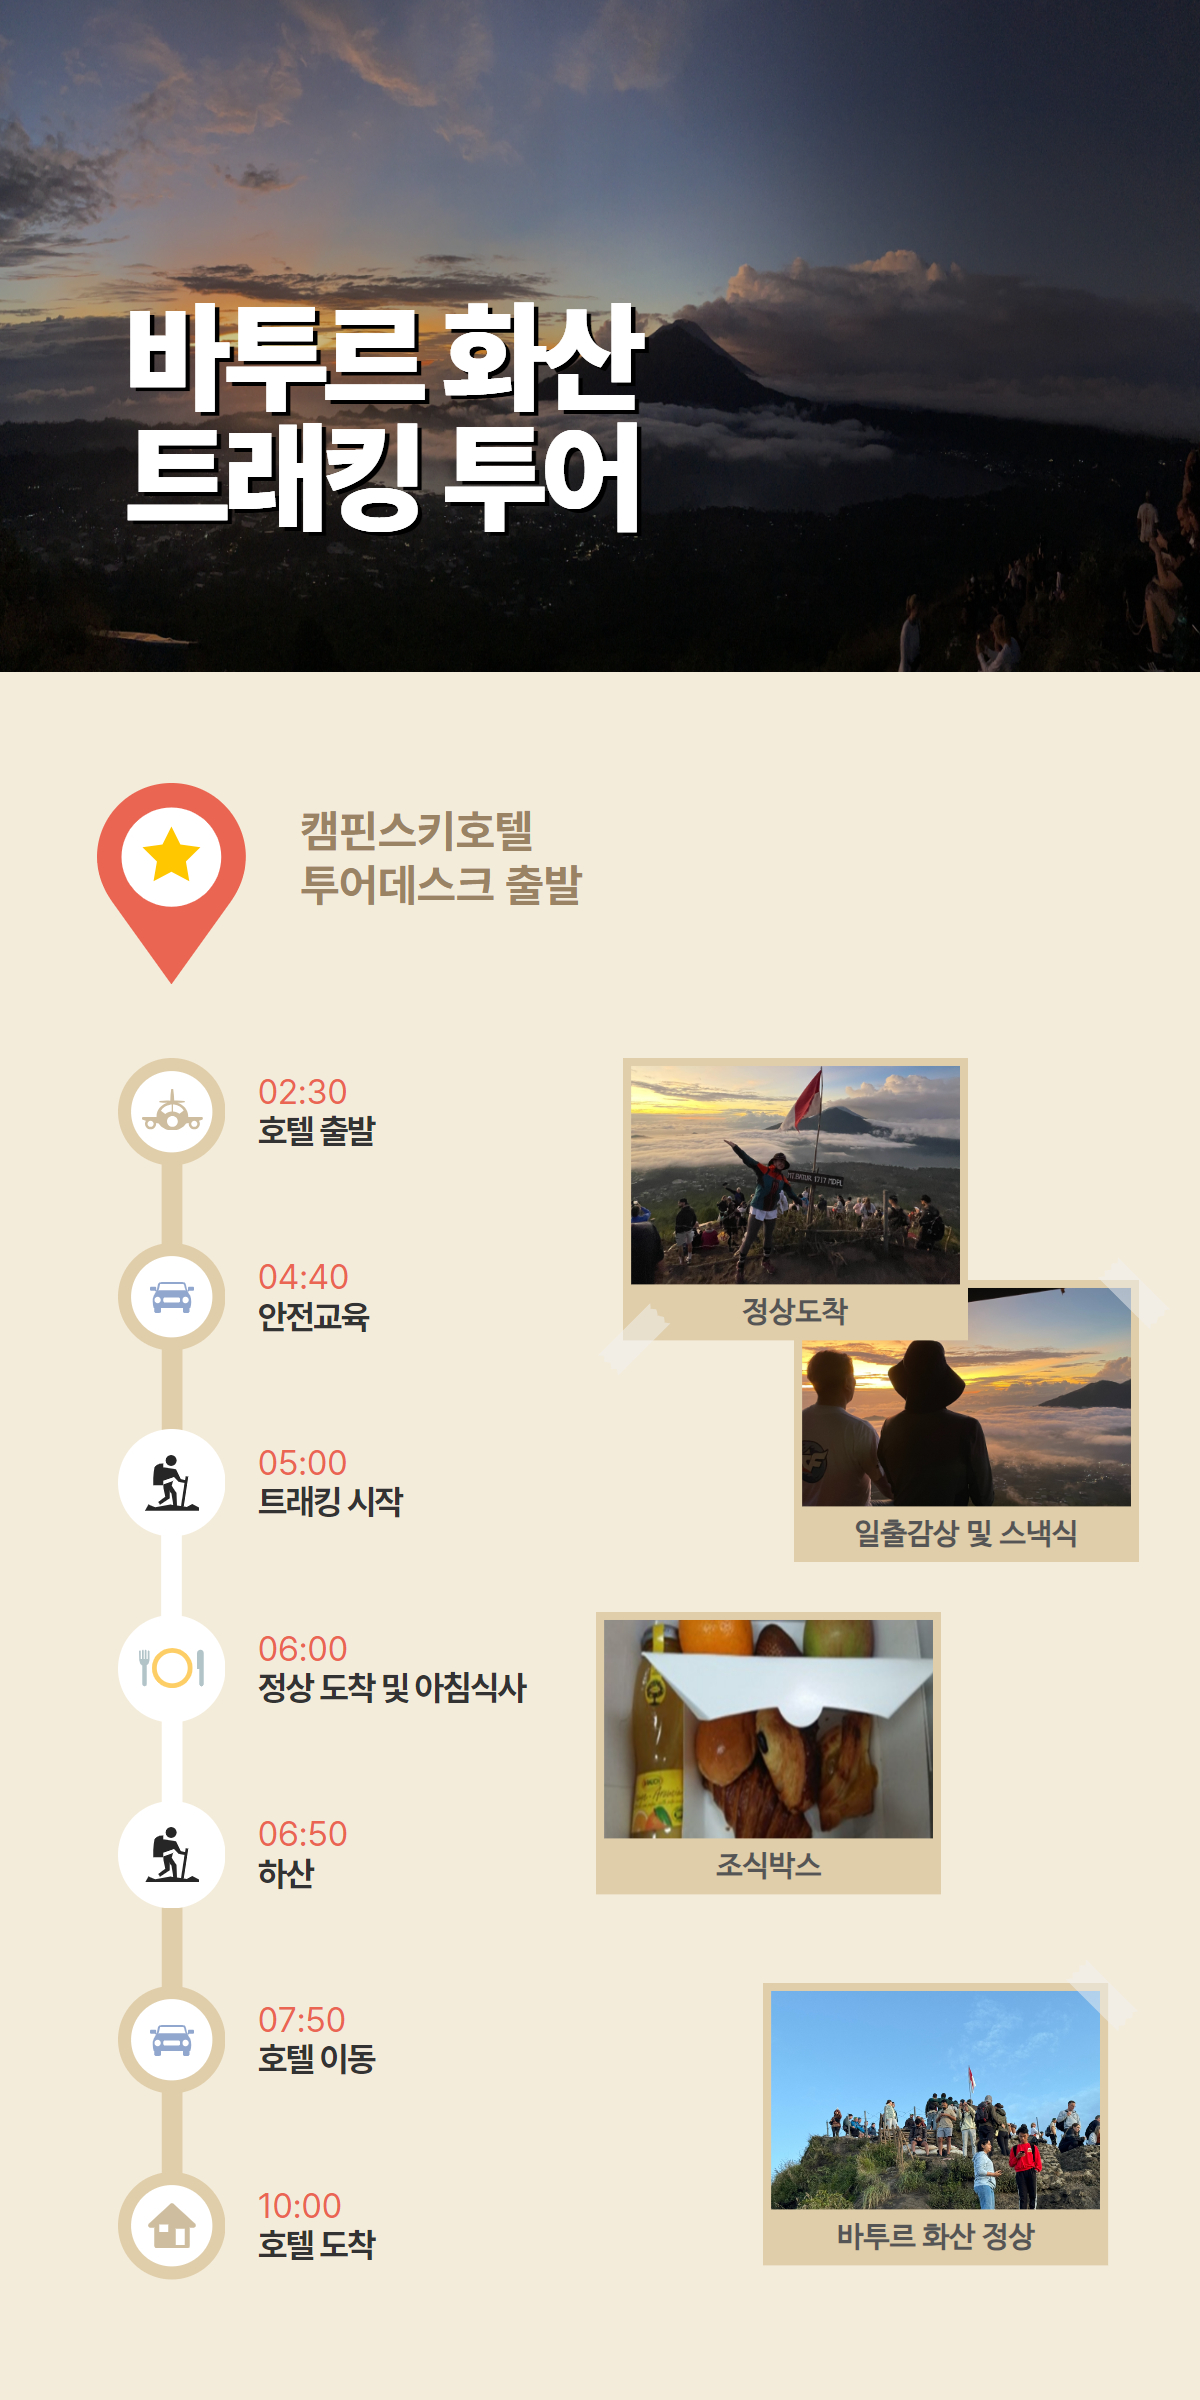 바투르 화산
트래킹 투어
캠핀스키호텔
투어데스크 출발
02:30
호텔 출발
04:40
안전교육
05:00
트래킹 시작
06:00
정상 도착 및 아침식사
06:50
하산
07:50
호텔 이동
10:00
호텔 도착
MT.BATUR 1717 MDPL
정상도착
일출감상 및 스낵식
조식박스
바투르 화산 정상